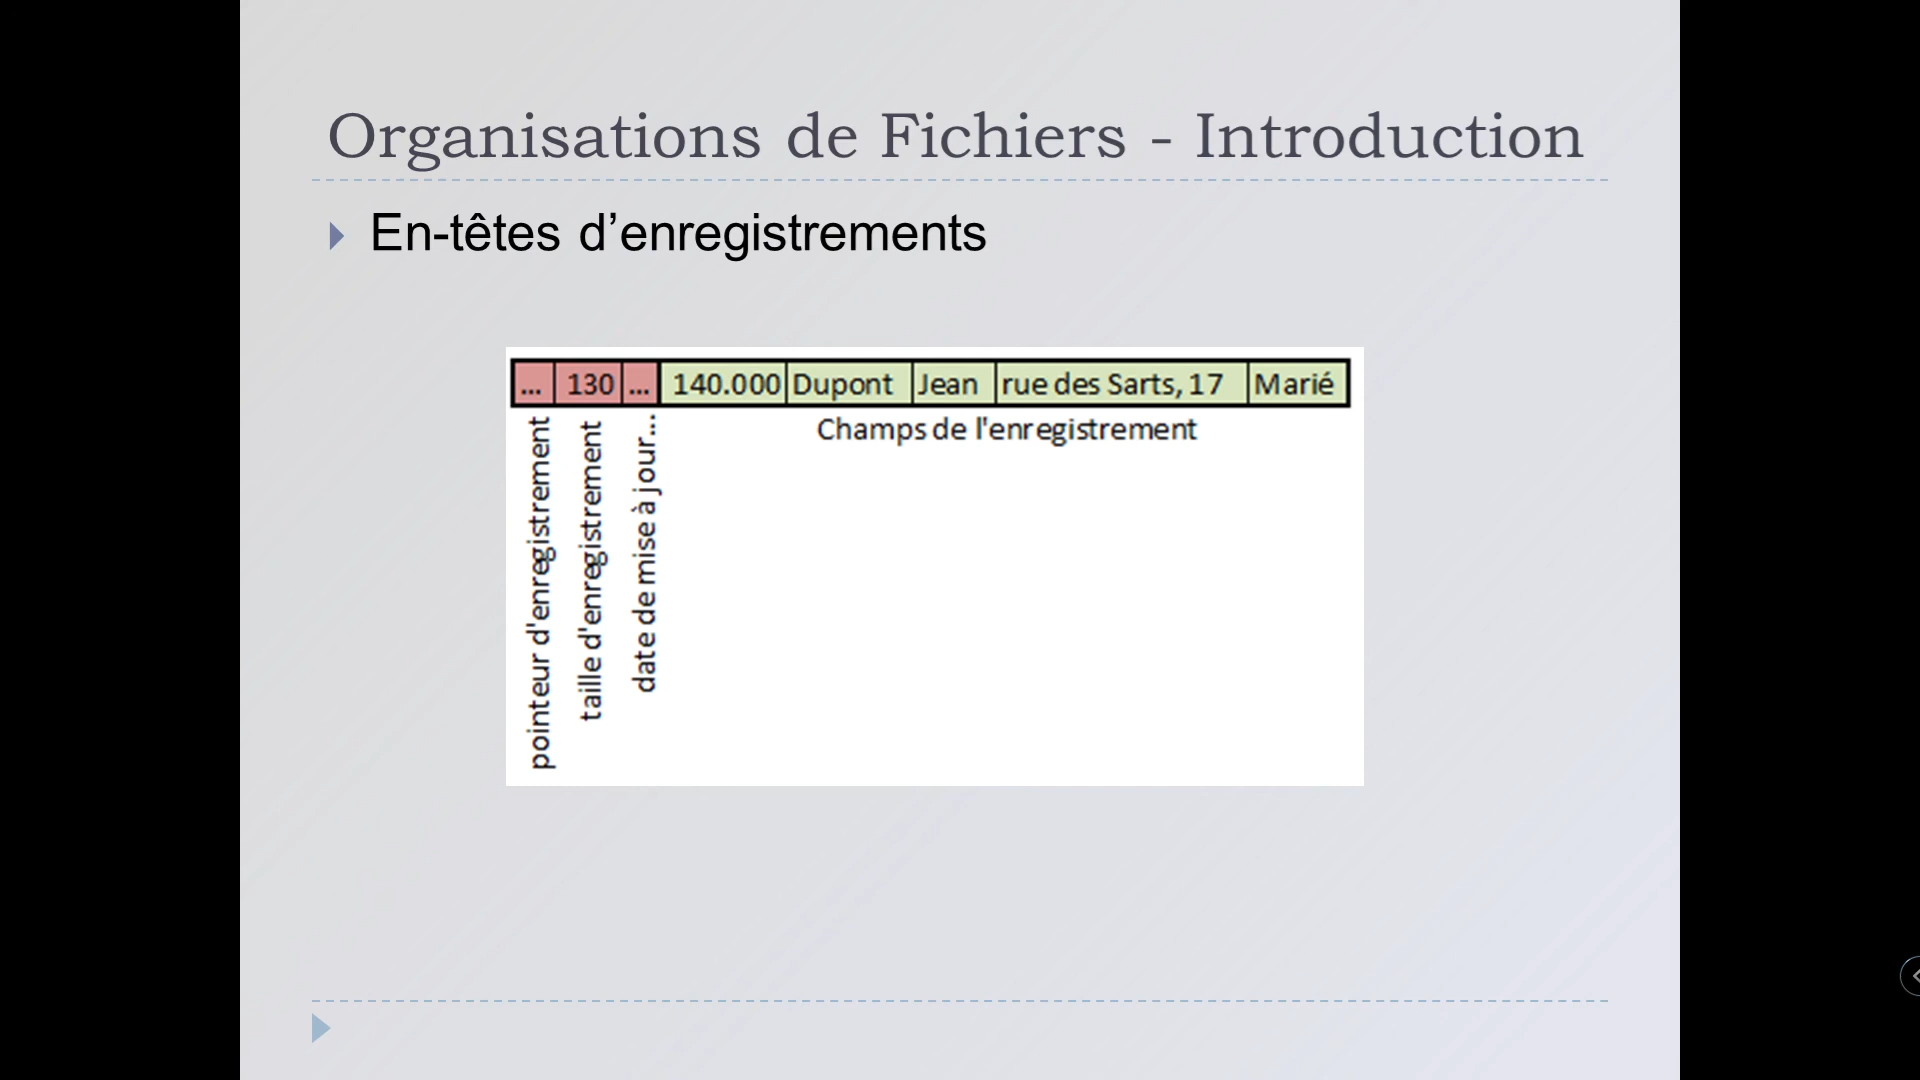 Organisations de Fichiers - Introduction
En-têtes d’enregistrements
... 130 ... 140.000 Dupont Jean rue des Sarts, 17 Marié
Champs de l'enregistrement
pointeur d'enregistrement
taille d'enregistrement
date de mise à jour...